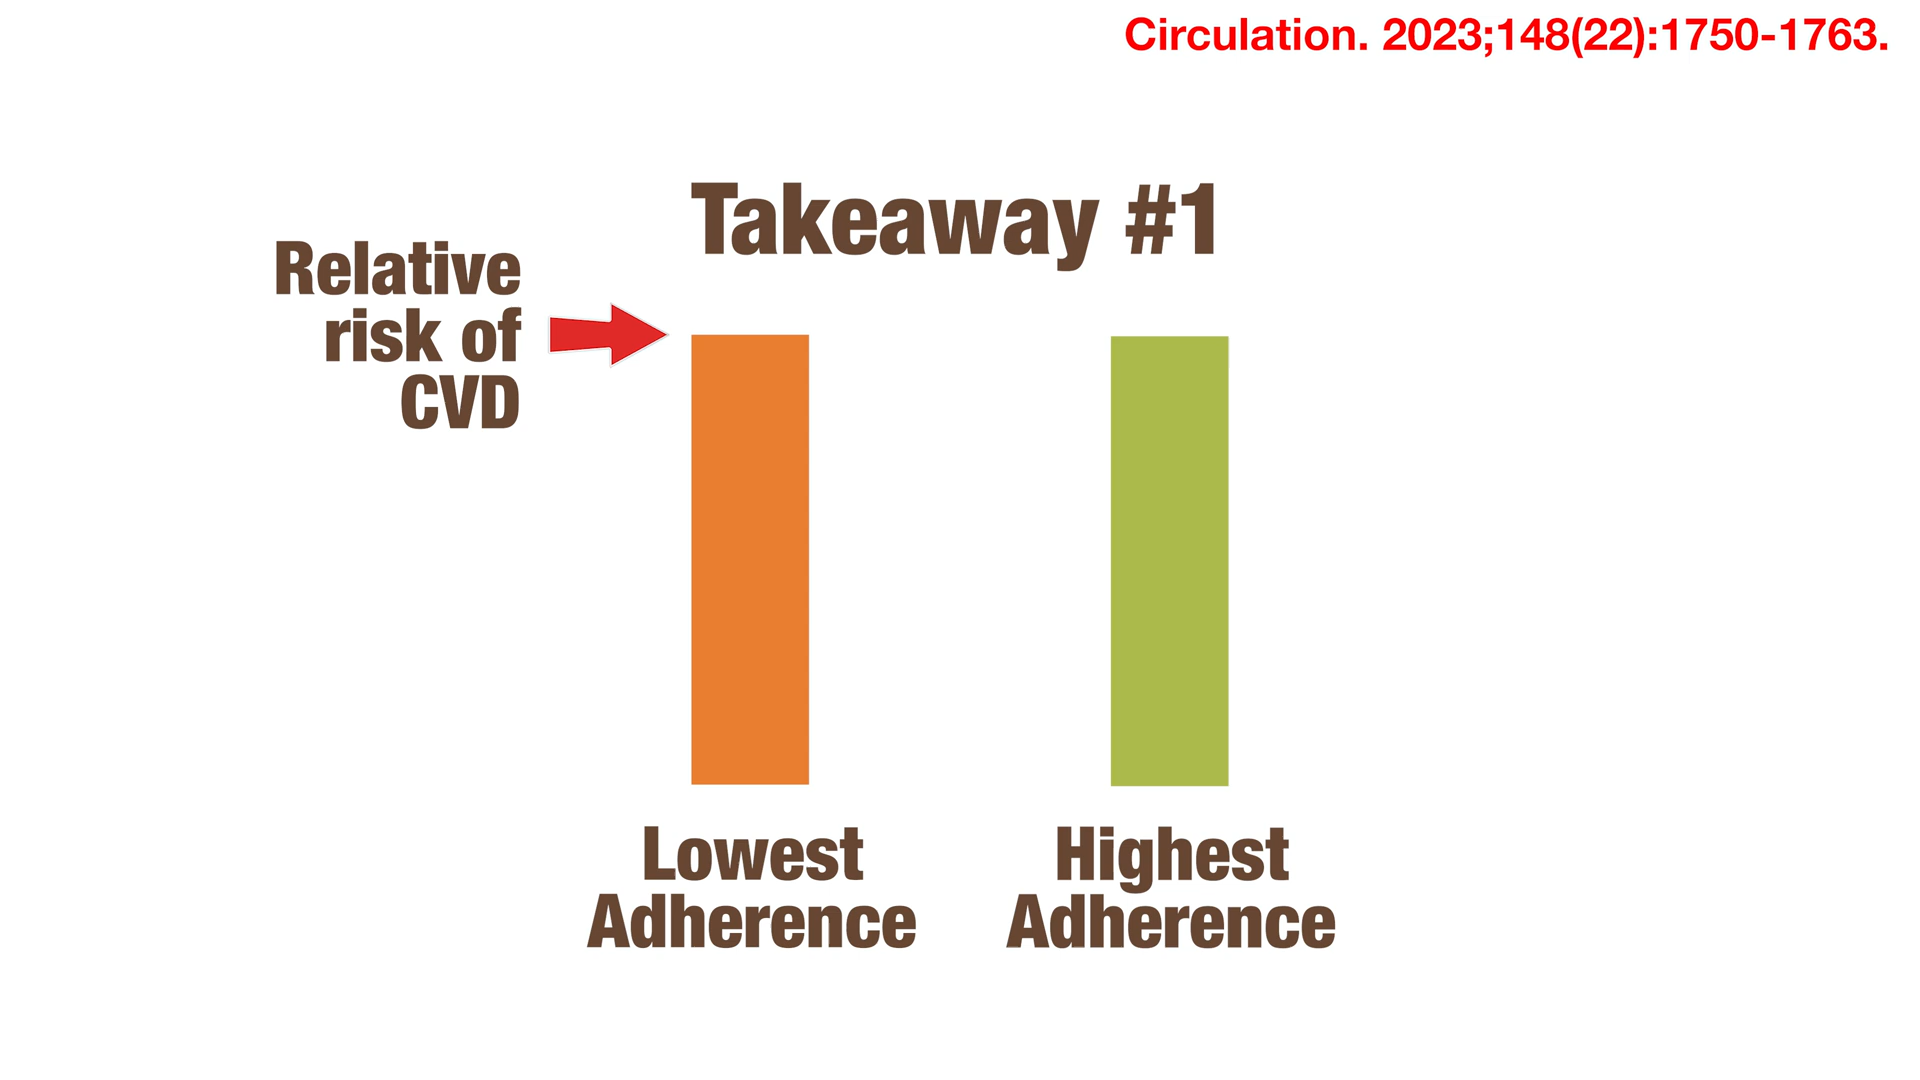 Circulation. 2023;148(22):1750-1763.
Takeaway #1
Relative
risk of
CVD
Lowest
Adherence
Highest
Adherence